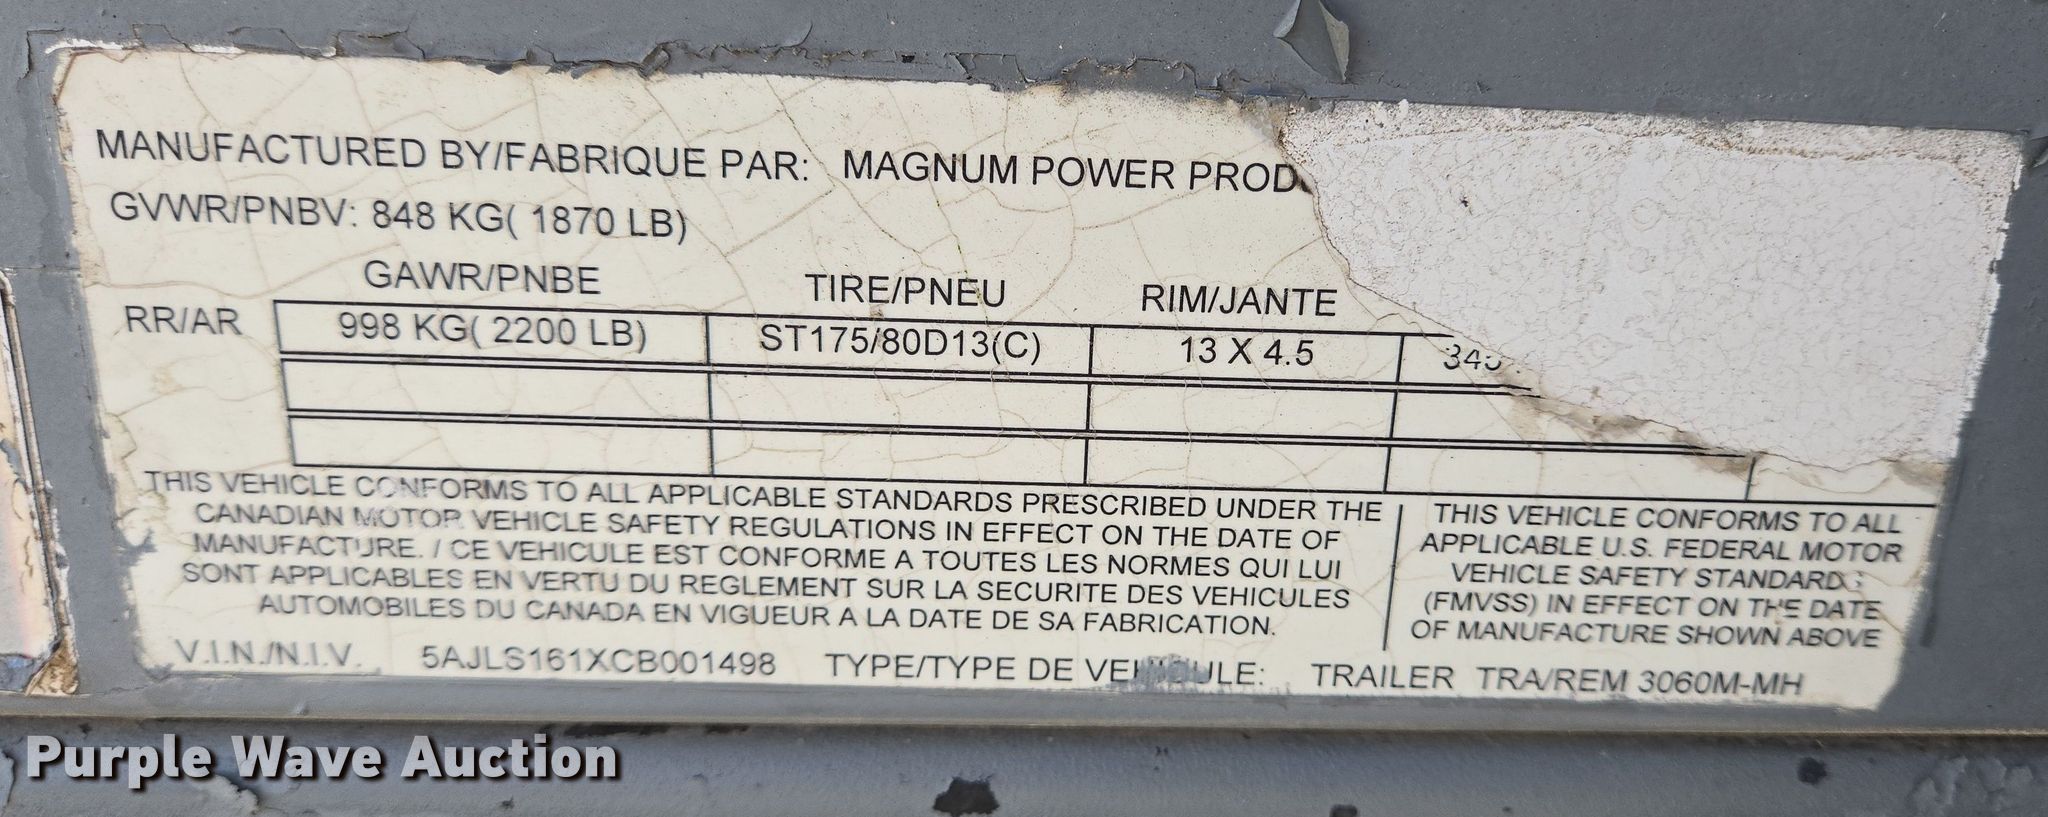 MANUFACTURED BY/FABRIQUE PAR: MAGNUM POWER PROD
GVWR/PNBV: 848 KG( 1870 LB)
GAWR/PNBE TIRE/PNEU RIM/JANTE
RR/AR 998 KG( 2200 LB) ST175/80D13(C) 13 X 4.5
THIS VEHICLE CONFORMS TO ALL APPLICABLE STANDARDS PRESCRIBED UNDER THE
CANADIAN MOTOR VEHICLE SAFETY REGULATIONS IN EFFECT ON THE DATE OF
MANUFACTURE. / CE VEHICULE EST CONFORME A TOUTES LES NORMES QUI LUI
SONT APPLICABLES EN VERTU DU REGLEMENT SUR LA SECURITE DES VEHICULES
AUTOMOBILES DU CANADA EN VIGUEUR A LA DATE DE SA FABRICATION.
THIS VEHICLE CONFORMS TO ALL
APPLICABLE U.S. FEDERAL MOTOR
VEHICLE SAFETY STANDARDS
(FMVSS) IN EFFECT ON THE DATE
OF MANUFACTURE SHOWN ABOVE
V.I.N./N.I.V. 5AJLS161XCB001498 TYPE/TYPE DE VEHICULE: TRAILER TRA/REM 3060M-MH
Purple Wave Auction